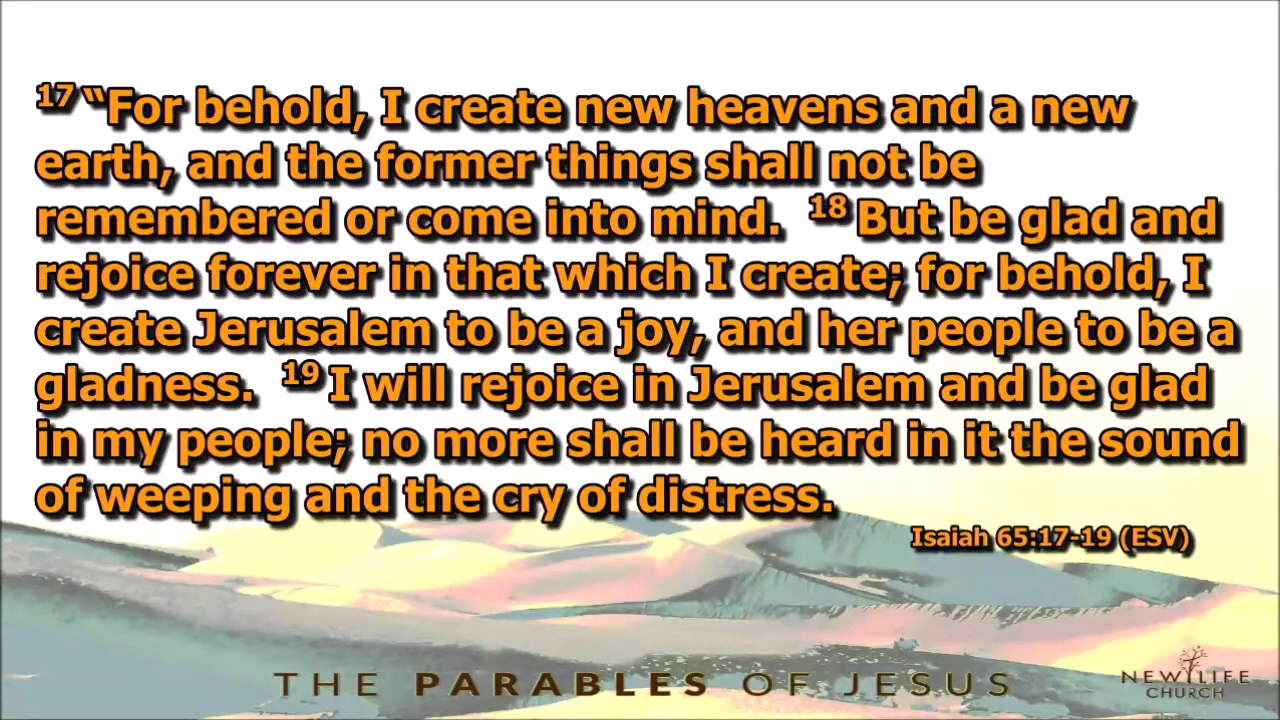 17 “For behold, I create new heavens and a new
earth, and the former things shall not be
remembered or come into mind. 18 But be glad and
rejoice forever in that which I create; for behold, I
create Jerusalem to be a joy, and her people to be a
gladness. 19 I will rejoice in Jerusalem and be glad
in my people; no more shall be heard in it the sound
of weeping and the cry of distress.
Isaiah 65:17-19 (ESV)
THE PARABLES OF JESUS
NEW LIFE
CHURCH